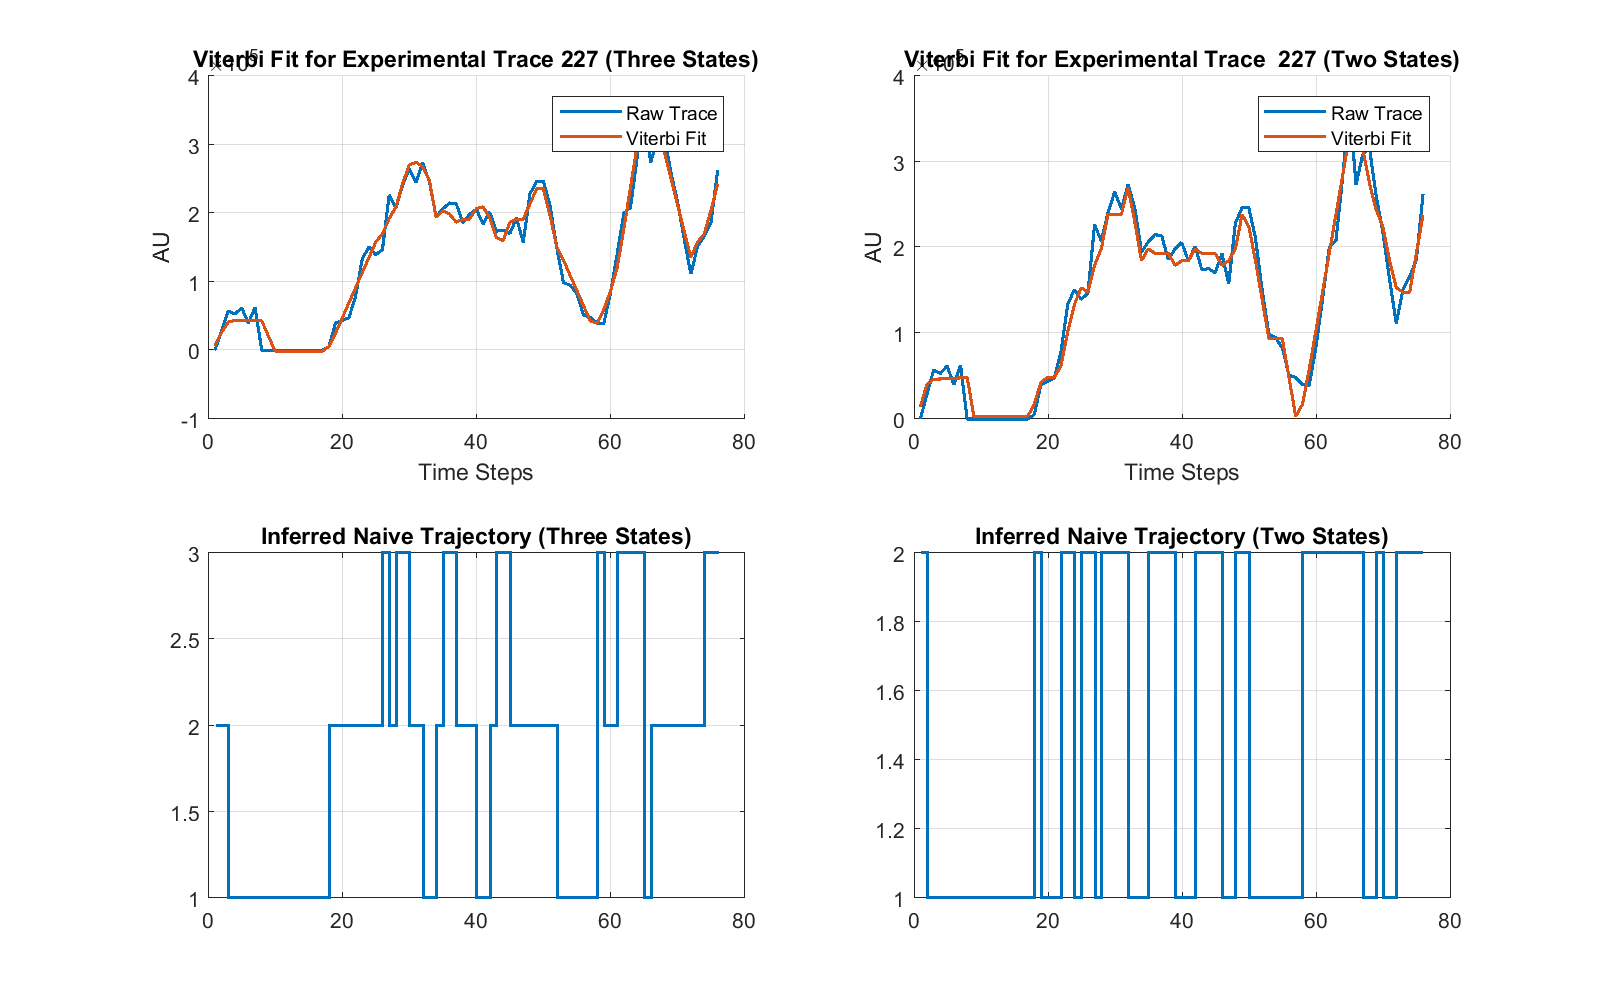 Viterbi Fit for Experimental Trace 227 (Three States)
×10^5
4
3
2
1
0
-1
AU
Raw Trace
Viterbi Fit
0 20 40 60 80
Time Steps
Viterbi Fit for Experimental Trace  227 (Two States)
×10^5
4
3
2
1
0
AU
Raw Trace
Viterbi Fit
0 20 40 60 80
Time Steps
Inferred Naive Trajectory (Three States)
3
2.5
2
1.5
1
0 20 40 60 80
Inferred Naive Trajectory (Two States)
2
1.8
1.6
1.4
1.2
1
0 20 40 60 80